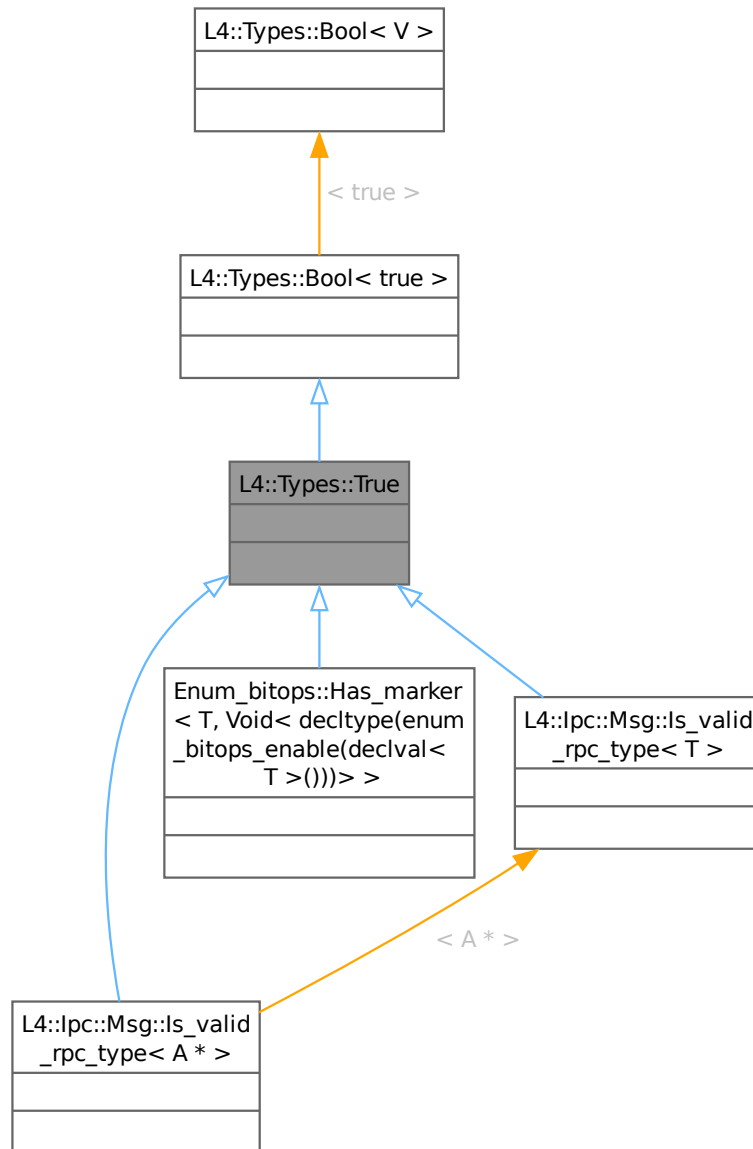 L4::Types::Bool< V >
< true >
L4::Types::Bool< true >
L4::Types::True
Enum_bitops::Has_marker
< T, Void< decltype(enum
_bitops_enable(declval<
T >()))> >
L4::Ipc::Msg::Is_valid
_rpc_type< T >
< A * >
L4::Ipc::Msg::Is_valid
_rpc_type< A * >